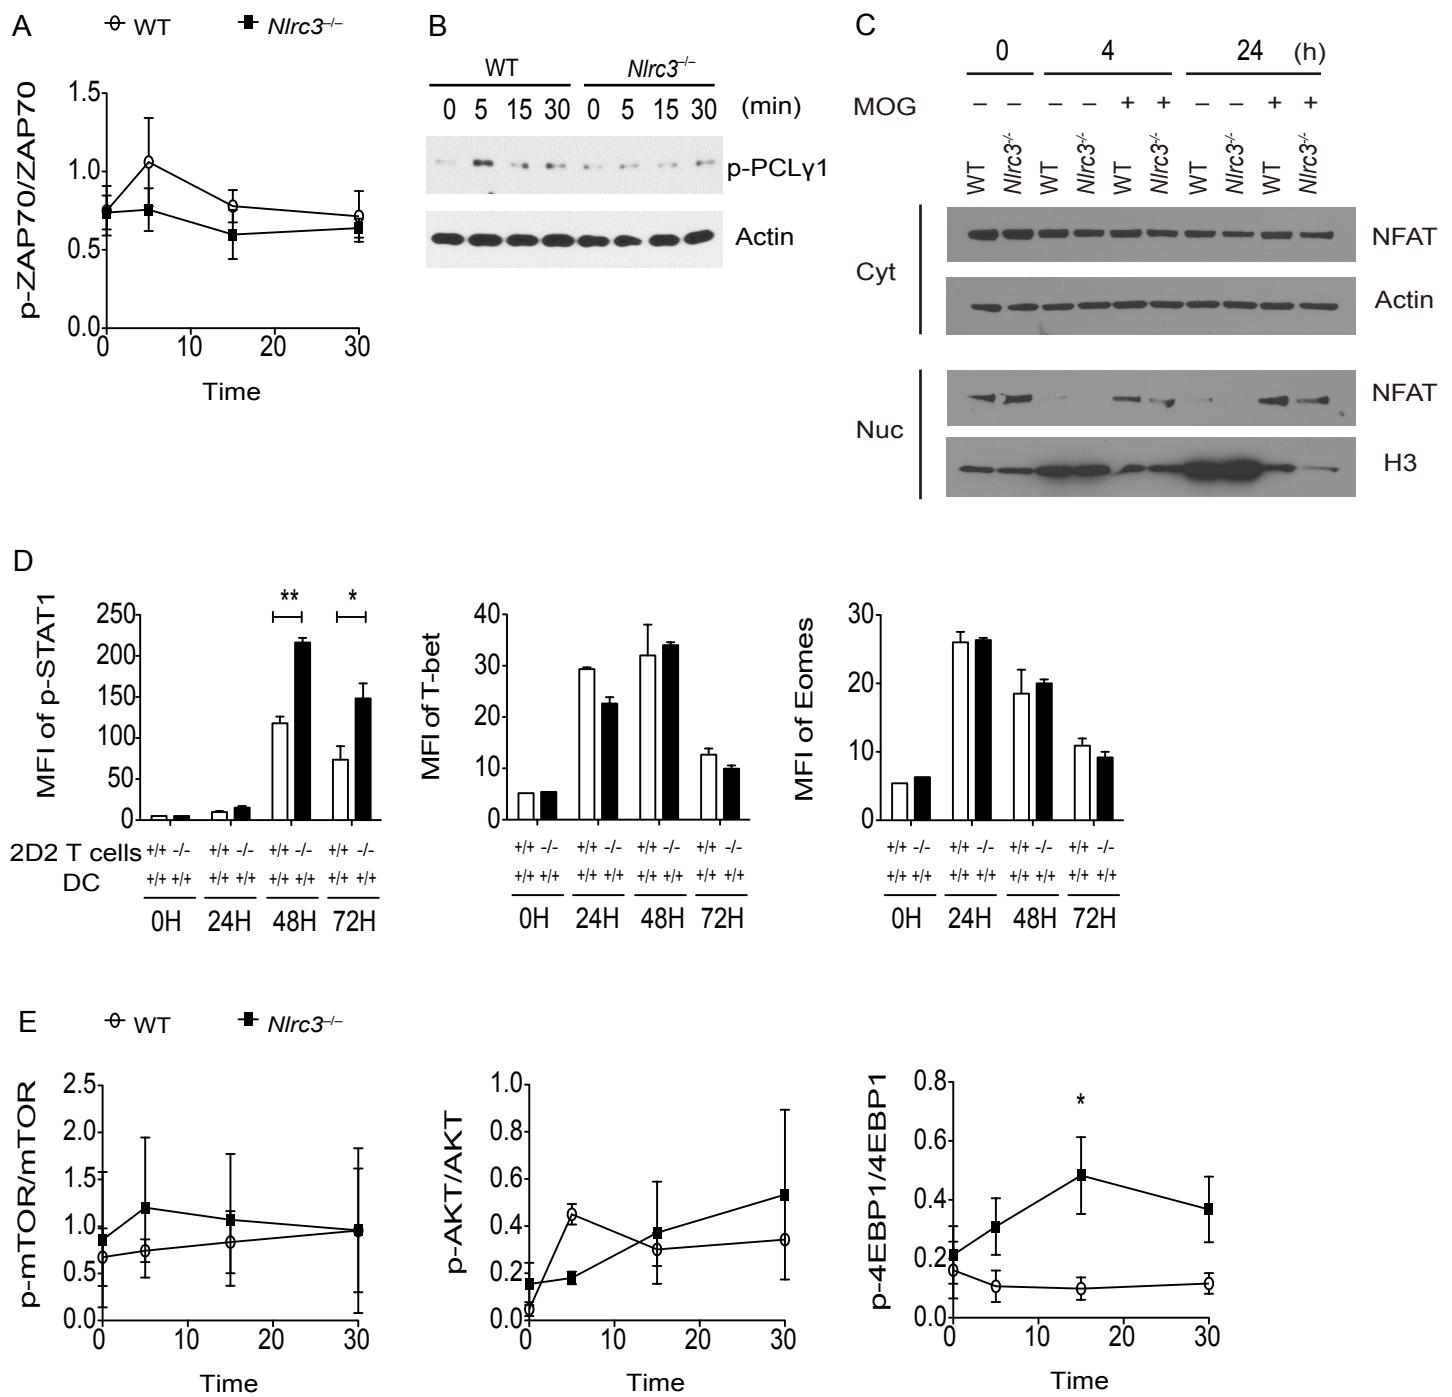 A
WT Nlrc3–/–
p-ZAP70/ZAP70
1.5
1.0
0.5
0.0
0 10 20 30
Time
B
WT Nlrc3–/–
0 5 15 30 0 5 15 30 (min)
p-PCLγ1
Actin
C
0 4 24 (h)
MOG – – – – + + – – + +
WT Nlrc3-/- WT Nlrc3-/- WT Nlrc3-/- WT Nlrc3-/- WT Nlrc3-/-
Cyt
NFAT
Actin
Nuc
NFAT
H3
D
MFI of p-STAT1
250
200
150
100
50
0
** *
2D2 T cells +/+ -/- +/+ -/- +/+ -/- +/+ -/-
DC +/+ +/+ +/+ +/+ +/+ +/+ +/+ +/+
0H 24H 48H 72H
MFI of T-bet
40
30
20
10
0
+/+ -/- +/+ -/- +/+ -/- +/+ -/-
+/+ +/+ +/+ +/+ +/+ +/+ +/+ +/+
0H 24H 48H 72H
MFI of Eomes
30
20
10
0
+/+ -/- +/+ -/- +/+ -/- +/+ -/-
+/+ +/+ +/+ +/+ +/+ +/+ +/+ +/+
0H 24H 48H 72H
E
WT Nlrc3–/–
p-mTOR/mTOR
2.5
2.0
1.5
1.0
0.5
0.0
0 10 20 30
Time
p-AKT/AKT
1.0
0.8
0.6
0.4
0.2
0.0
0 10 20 30
Time
p-4EBP1/4EBP1
0.8
0.6
0.4
0.2
0.0
*
0 10 20 30
Time